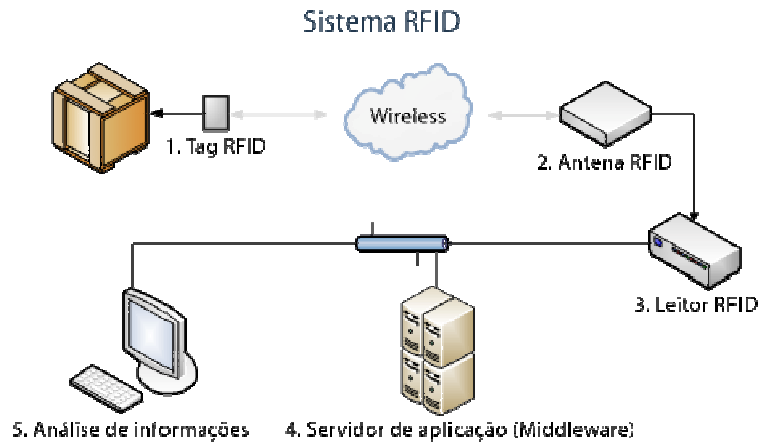 Sistema RFID
Wireless
1. Tag RFID
2. Antena RFID
3. Leitor RFID
5. Análise de informações
4. Servidor de aplicação (Middleware)